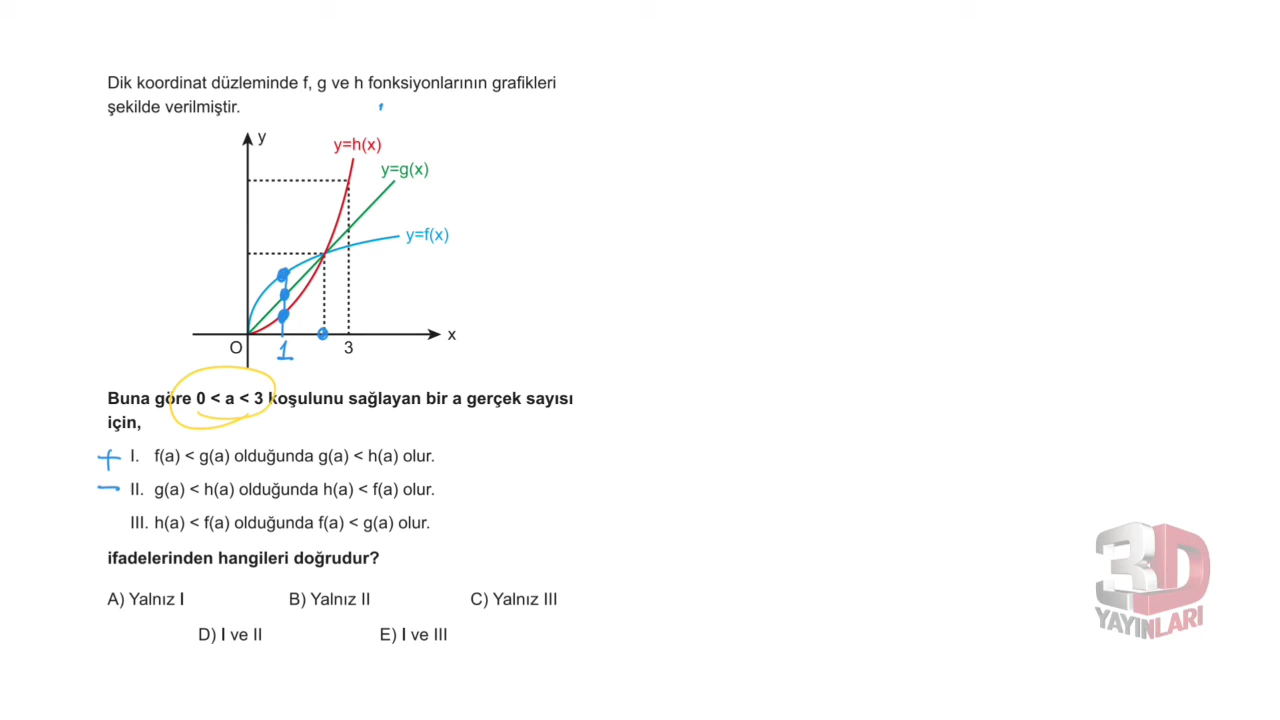 Dik koordinat düzleminde f, g ve h fonksiyonlarının grafikleri
şekilde verilmiştir.
y
y=h(x)
y=g(x)
y=f(x)
x
O
1
3
Buna göre 0 < a < 3 koşulunu sağlayan bir a gerçek sayısı
için,
+ I. f(a) < g(a) olduğunda g(a) < h(a) olur.
– II. g(a) < h(a) olduğunda h(a) < f(a) olur.
III. h(a) < f(a) olduğunda f(a) < g(a) olur.
ifadelerinden hangileri doğrudur?
A) Yalnız I B) Yalnız II C) Yalnız III
D) I ve II E) I ve III
3D
YAYINLARI